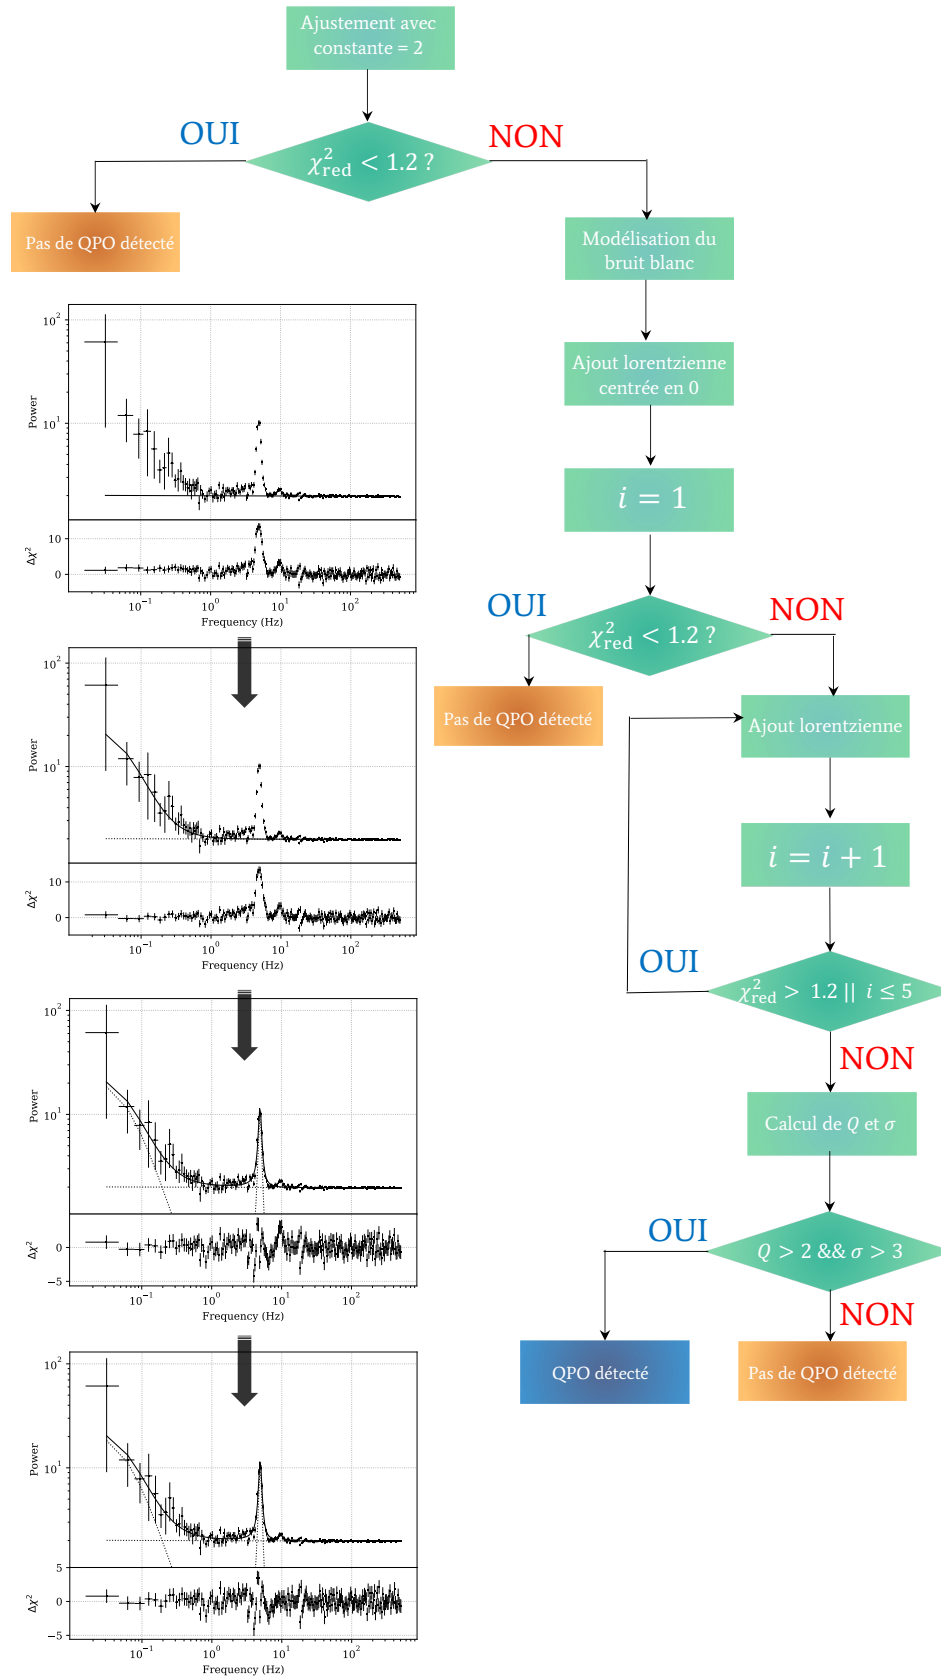 Ajustement avec
constante = 2
OUI
NON
χ²red < 1.2 ?
Pas de QPO détecté
Modélisation du
bruit blanc
Ajout lorentzienne
centrée en 0
i = 1
OUI
NON
χ²red < 1.2 ?
Pas de QPO détecté
Ajout lorentzienne
i = i + 1
OUI
χ²red > 1.2 || i ≤ 5
NON
Calcul de Q et σ
OUI
Q > 2 && σ > 3
NON
QPO détecté
Pas de QPO détecté
10²
Power
10¹
10
Δχ²
0
10⁻¹ 10⁰ 10¹ 10²
Frequency (Hz)
10²
Power
10¹
10
Δχ²
0
10⁻¹ 10⁰ 10¹ 10²
Frequency (Hz)
10²
Power
10¹
Δχ²
0
−5
10⁻¹ 10⁰ 10¹ 10²
Frequency (Hz)
10²
Power
10¹
5
Δχ²
0
−5
10⁻¹ 10⁰ 10¹ 10²
Frequency (Hz)